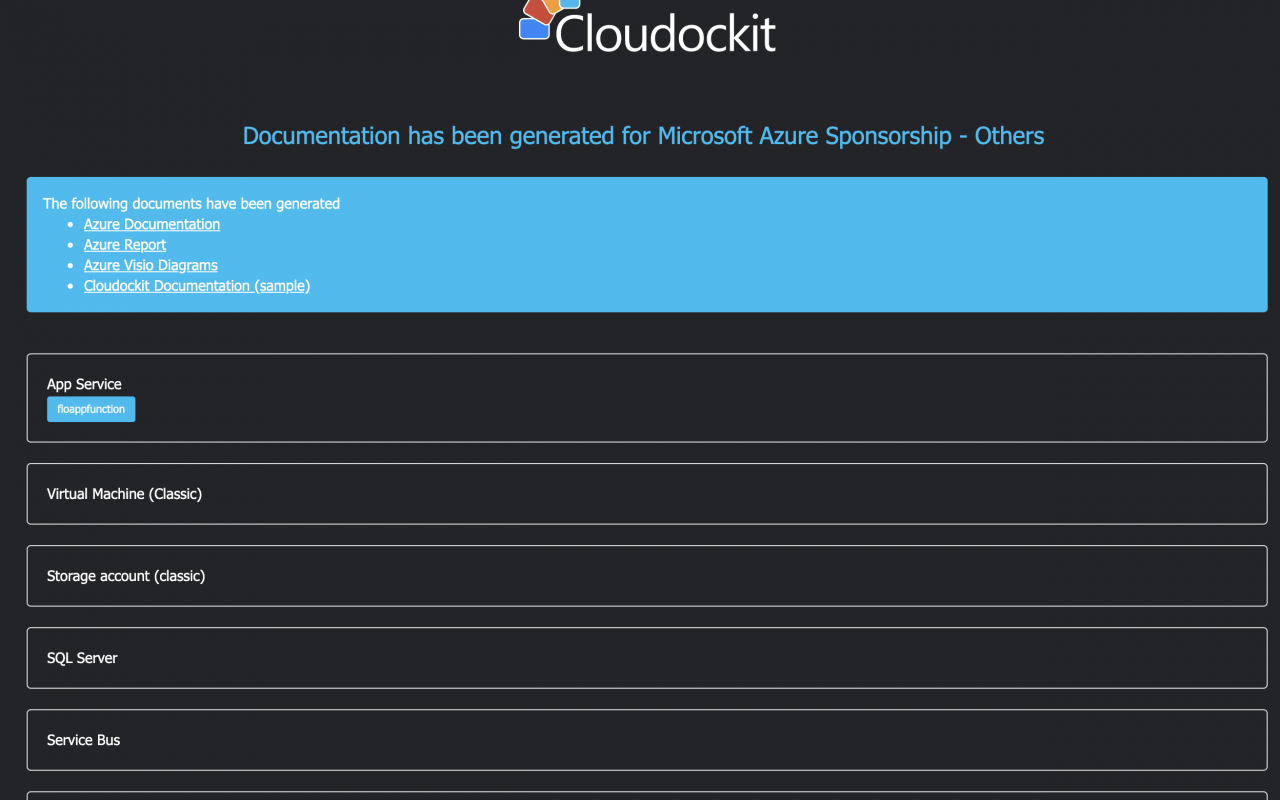 Cloudockit
Documentation has been generated for Microsoft Azure Sponsorship - Others
The following documents have been generated
Azure Documentation
Azure Report
Azure Visio Diagrams
Cloudockit Documentation (sample)
App Service
floappfunction
Virtual Machine (Classic)
Storage account (classic)
SQL Server
Service Bus